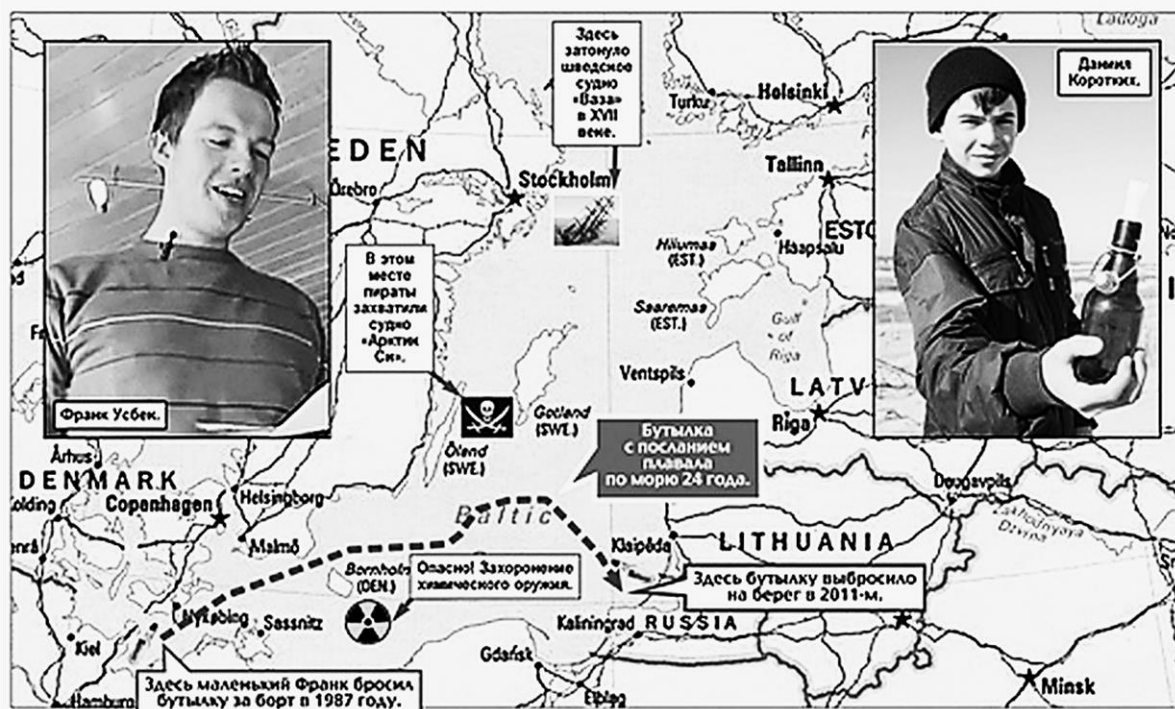 Ladoga
Здесь
затонуло
шведское
судно
«Ваза»
в XVII
веке.
Даниил
Коротких.
Turku
Helsinki
EDEN
Tallinn
Örebro
Stockholm
ESTO
Haapsalu
Hiiumaa
(EST.)
В этом
месте
пираты
захватили
судно
«Арктик
Си».
Saaremaa
(EST.)
Gulf
of
Riga
Ventspils
LATV
Франк Усбек.
Gotland
(SWE.)
Riga
Öland
(SWE.)
Бутылка
с посланием
плавала
по морю 24 года.
Århus
DENMARK
Helsingborg
Copenhagen
olding
Daugavpils
Zakhodnyaya
Dzvina
Baltic
Malmö
Klaipėda
LITHUANIA
Bornholm
(DEN.)
Опасно! Захоронение
химического оружия.
Здесь бутылку выбросило
на берег в 2011-м.
Nykøbing
Sassnitz
Kaliningrad
RUSSIA
Kiel
Gdańsk
Здесь маленький Франк бросил
бутылку за борт в 1987 году.
Hamburg
Elbląg
Minsk